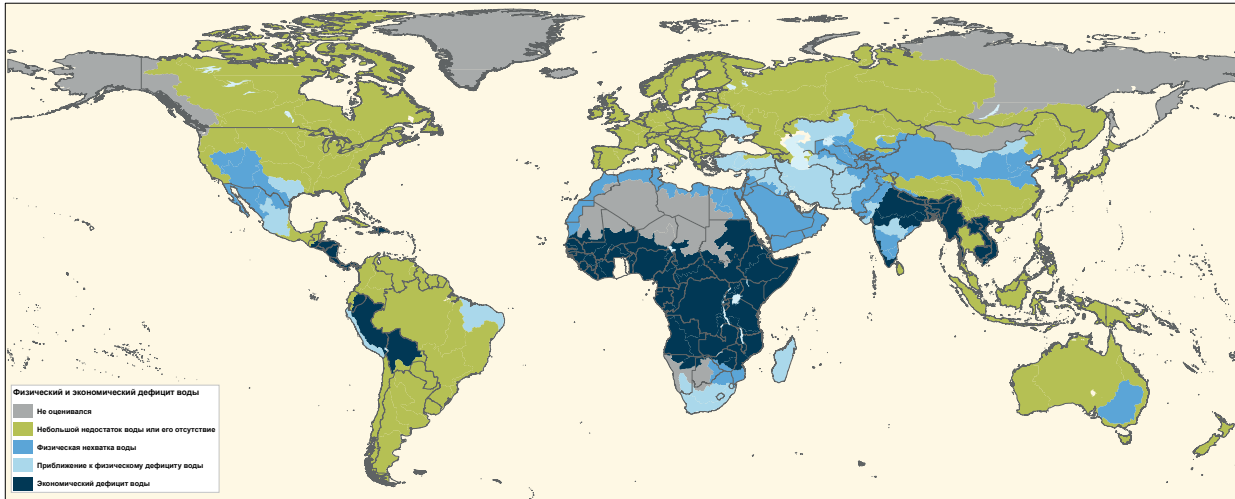 Физический и экономический дефицит воды
Не оценивался
Небольшой недостаток воды или его отсутствие
Физическая нехватка воды
Приближение к физическому дефициту воды
Экономический дефицит воды